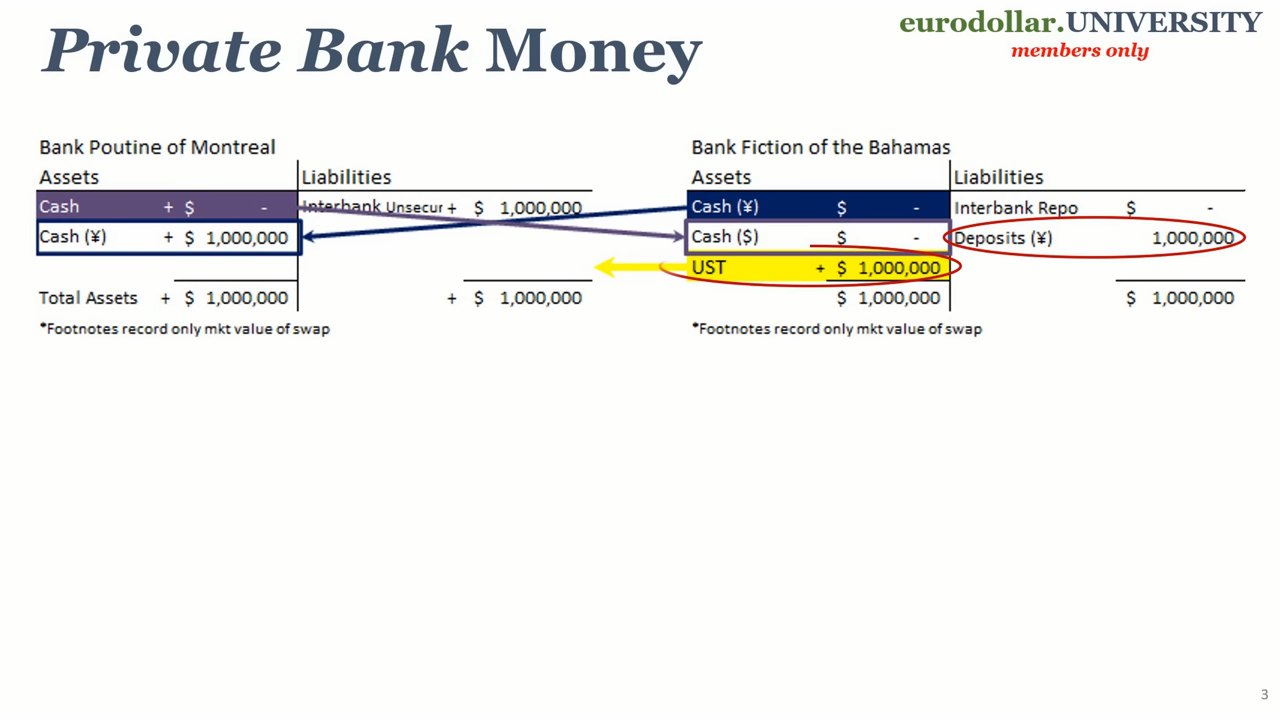 eurodollar.UNIVERSITY
members only
Private Bank Money
Bank Poutine of Montreal
Assets Liabilities
Cash + $ - Interbank Unsecur + $ 1,000,000
Cash (¥) + $ 1,000,000
Total Assets + $ 1,000,000 + $ 1,000,000
*Footnotes record only mkt value of swap
Bank Fiction of the Bahamas
Assets Liabilities
Cash (¥) $ - Interbank Repo $ -
Cash ($) $ - Deposits (¥) 1,000,000
UST + $ 1,000,000
$ 1,000,000 $ 1,000,000
*Footnotes record only mkt value of swap
3